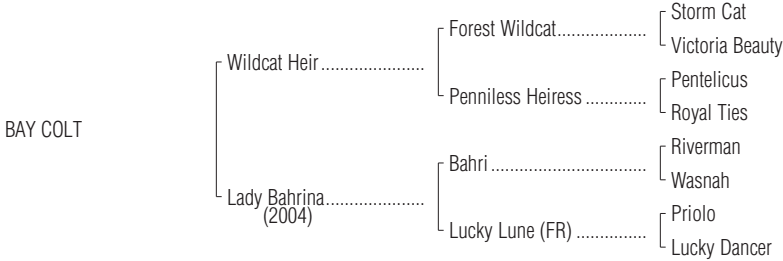 Storm Cat
Forest Wildcat....................
Victoria Beauty
Wildcat Heir......................
Pentelicus
Penniless Heiress.............
Royal Ties
BAY COLT
Riverman
Bahri.................................
Wasnah
Lady Bahrina.....................
(2004)
Priolo
Lucky Lune (FR)...............
Lucky Dancer